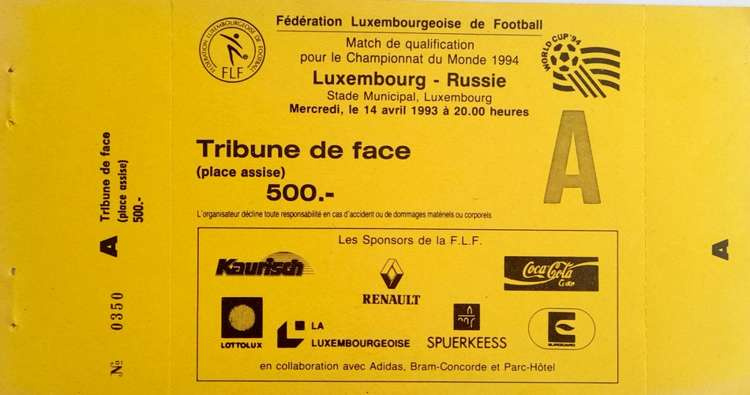 Fédération Luxembourgeoise de Football
Match de qualification
pour le Championnat du Monde 1994
Luxembourg - Russie
Stade Municipal, Luxembourg
Mercredi, le 14 avril 1993 à 20.00 heures
FÉDÉRATION LUXEMBOURGEOISE DE FOOTBALL
FLF
WORLD CUP '94
A
Tribune de face
(place assise)
500.-
L'organisateur décline toute responsabilité en cas d'accident ou de dommages matériels ou corporels
Les Sponsors de la F.L.F.
Kaurisch
RENAULT
Coca-Cola
LOTTOLUX
LA
LUXEMBOURGEOISE
SPUERKEESS
en collaboration avec Adidas, Bram-Concorde et Parc-Hôtel
Tribune de face
(place assise)
500.-
A
No 0350
A